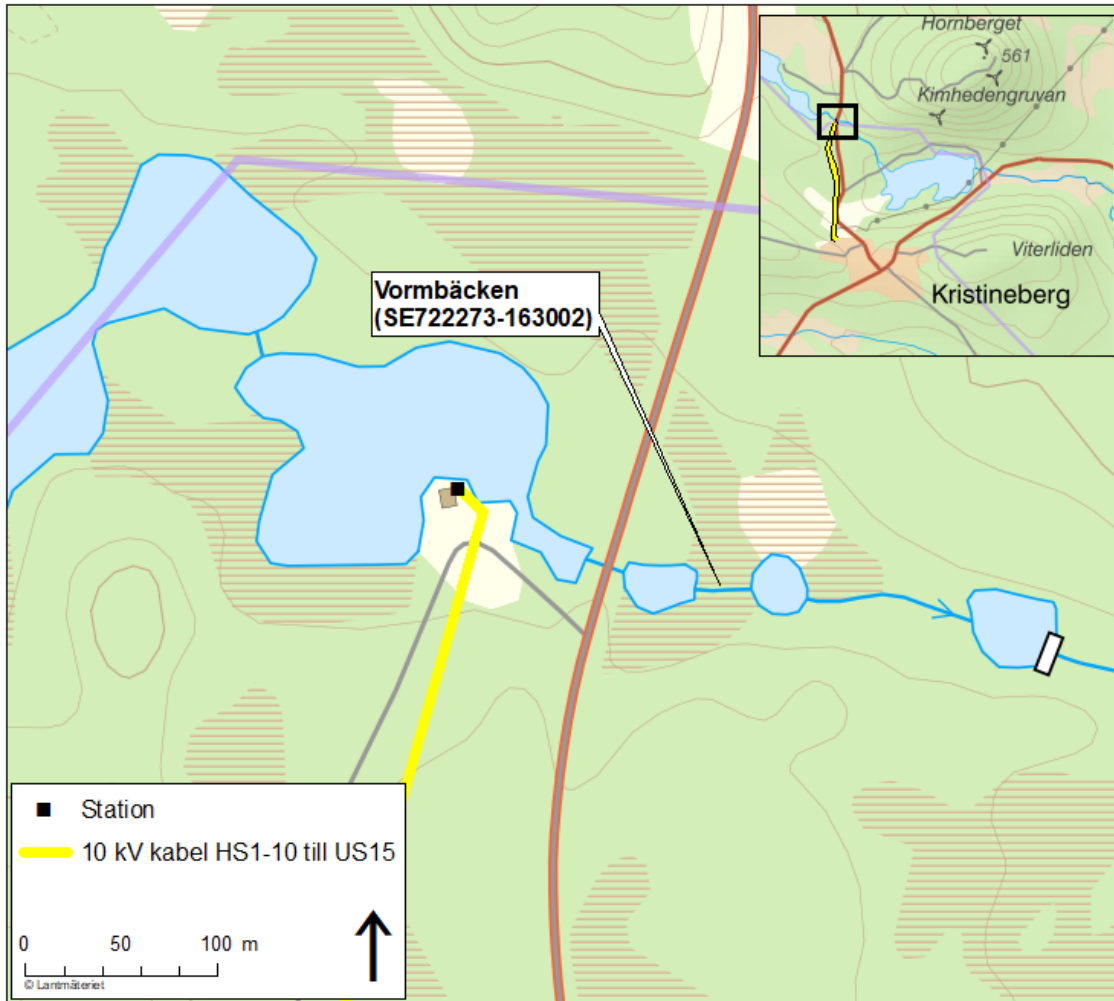 Hornberget
561
Kimhedengruvan
Viterliden
Kristineberg
Vormbäcken
(SE722273-163002)
Station
10 kV kabel HS1-10 till US15
0 50 100 m
© Lantmäteriet